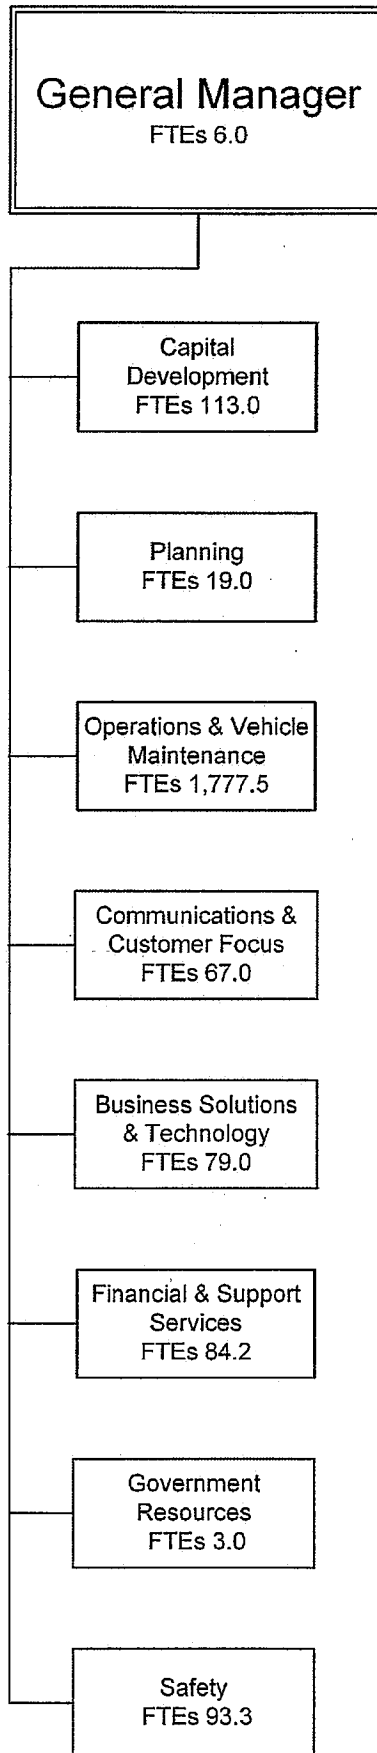 General Manager
FTEs 6.0
Capital
Development
FTEs 113.0
Planning
FTEs 19.0
Operations & Vehicle
Maintenance
FTEs 1,777.5
Communications &
Customer Focus
FTEs 67.0
Business Solutions
& Technology
FTEs 79.0
Financial & Support
Services
FTEs 84.2
Government
Resources
FTEs 3.0
Safety
FTEs 93.3